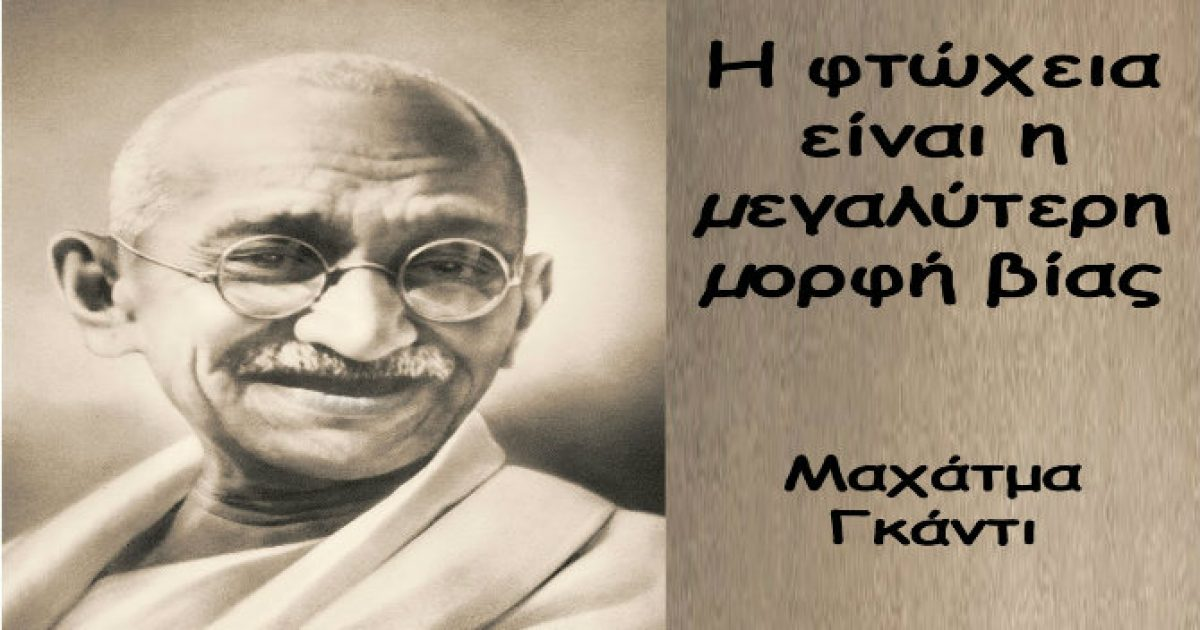 Η φτώχεια
είναι η
μεγαλύτερη
μορφή βίας
Μαχάτμα
Γκάντι